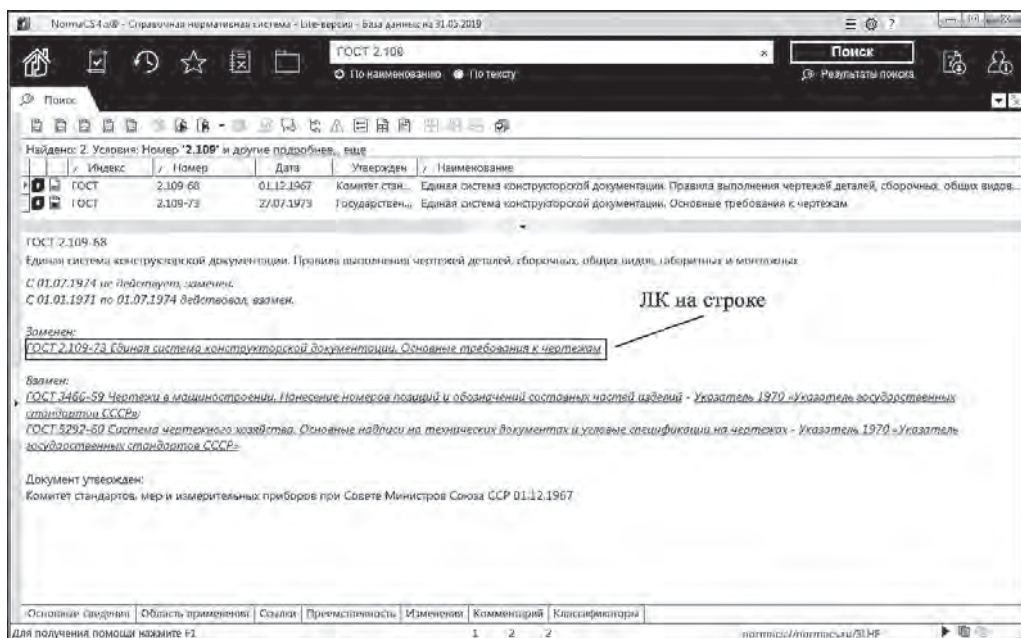 NormaCS 4.x® - Справочная нормативная система - Lite-версия - База данных на 31.05.2019
?
ГОСТ 2.109
×
Поиск
По наименованию По тексту
Результаты поиска
Поиск
Найдено: 2. Условия: Номер "2.109" и другие подробнее... еще
Индекс Номер Дата Утвержден Наименование
ГОСТ 2.109-68 01.12.1967 Комитет стан... Единая система конструкторской документации. Правила выполнения чертежей деталей, сборочных, общих видов...
ГОСТ 2.109-73 27.07.1973 Государствен... Единая система конструкторской документации. Основные требования к чертежам
ГОСТ 2.109-68
Единая система конструкторской документации. Правила выполнения чертежей деталей, сборочных, общих видов, габаритных и монтажных
С 01.07.1974 не действует, заменен.
С 01.01.1971 по 01.07.1974 действовал, взамен.
ЛК на строке
Заменен:
ГОСТ 2.109-73 Единая система конструкторской документации. Основные требования к чертежам
Взамен:
ГОСТ 3466-59 Чертежи в машиностроении. Нанесение номеров позиций и обозначений составных частей изделий - Указатель 1970 «Указатель государственных
стандартов СССР»
ГОСТ 5292-60 Система чертежного хозяйства. Основные надписи на технических документах и условые спецификации на чертежах - Указатель 1970 «Указатель
государственных стандартов СССР»
Документ утвержден:
Комитет стандартов, мер и измерительных приборов при Совете Министров Союза ССР 01.12.1967
Основные сведения Область применения Ссылки Преемственность Изменения Комментарий Классификаторы
Для получения помощи нажмите F1
1 2 2